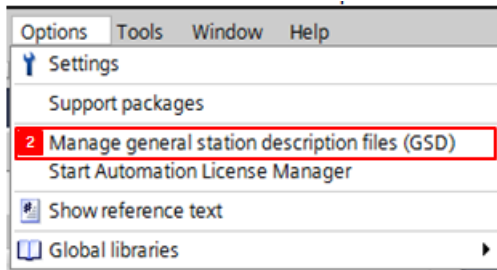 Options Tools Window Help
Settings
Support packages
2 Manage general station description files (GSD)
Start Automation License Manager
Show reference text
Global libraries